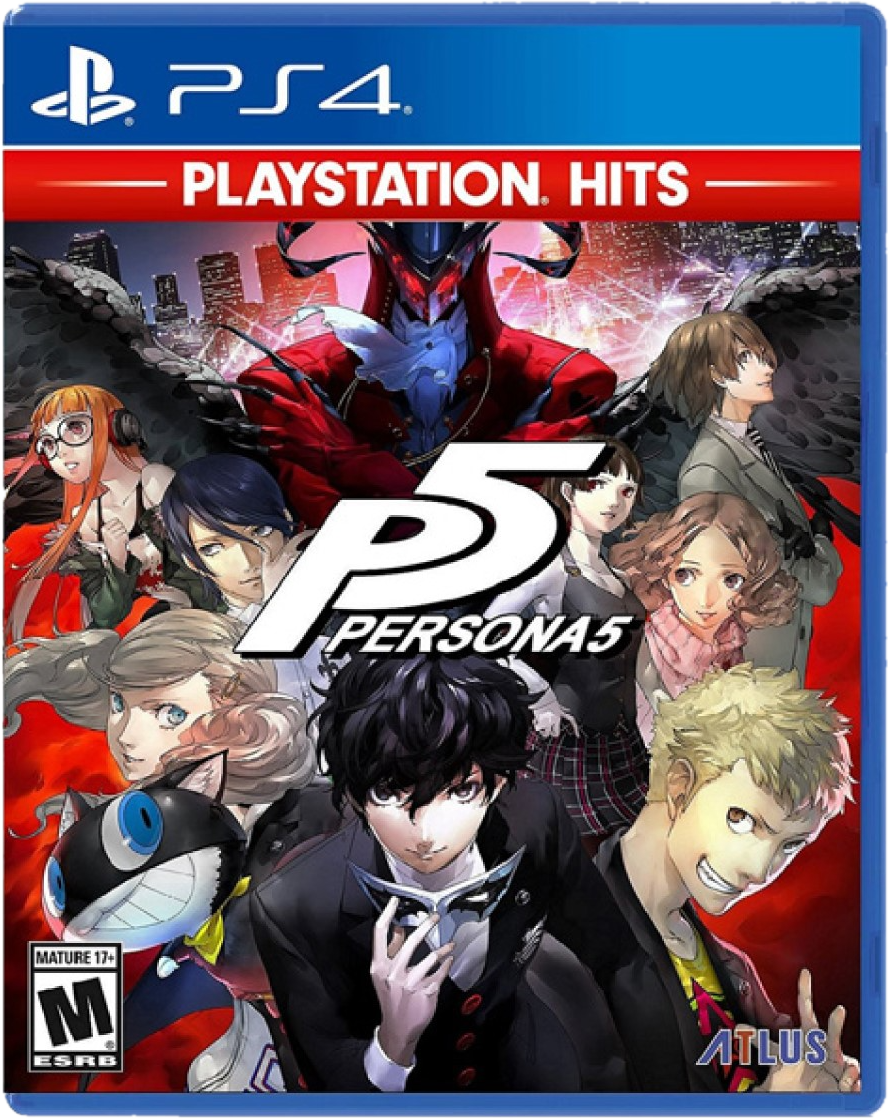 PS4
PLAYSTATION® HITS
P5
PERSONA5
MATURE 17+
M
ESRB
ATLUS